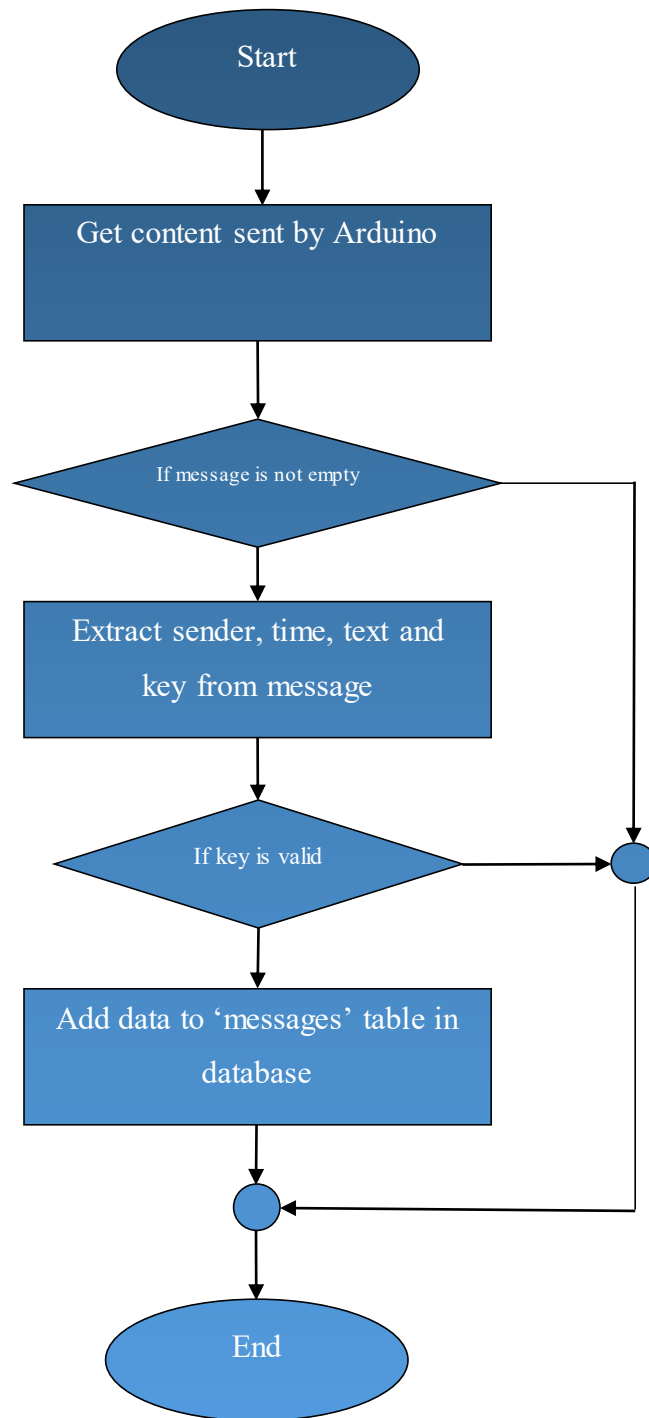 Start
Get content sent by Arduino
If message is not empty
Extract sender, time, text and
key from message
If key is valid
Add data to ‘messages’ table in
database
End